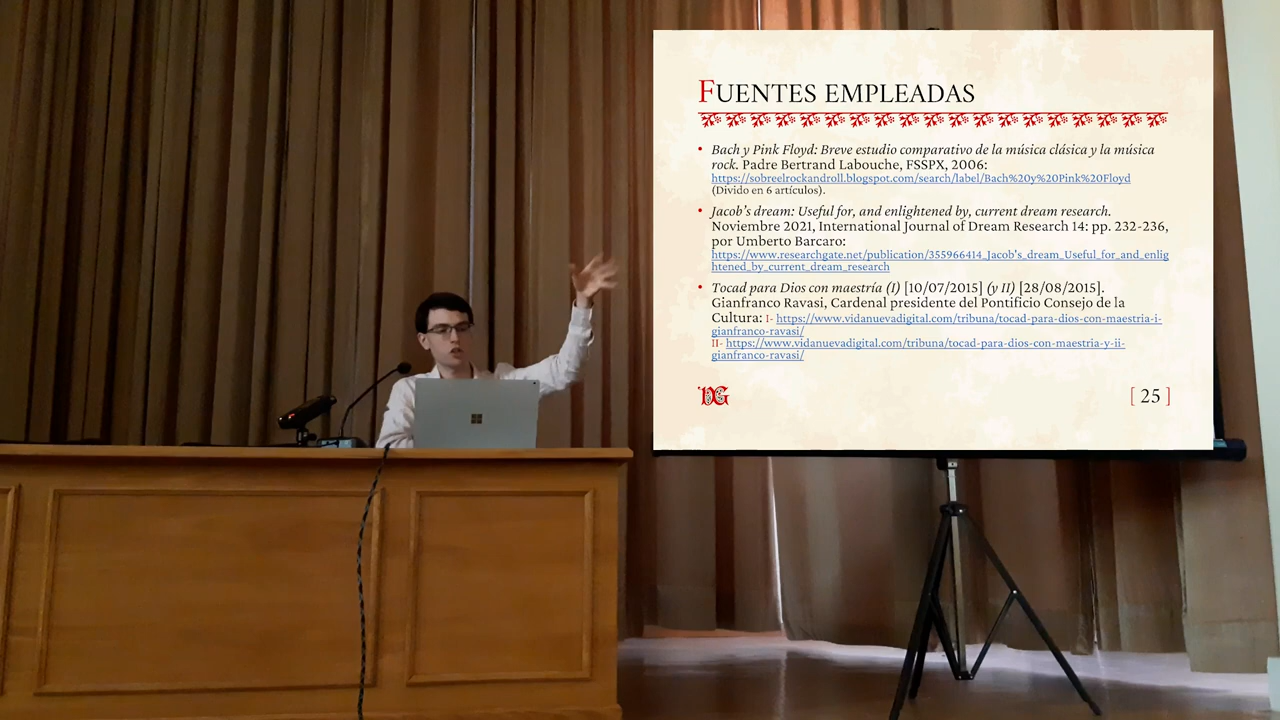 FUENTES EMPLEADAS
• Bach y Pink Floyd: Breve estudio comparativo de la música clásica y la música
rock. Padre Bertrand Labouche, FSSPX, 2006:
https://sobreelrockandroll.blogspot.com/search/label/Bach%20y%20Pink%20Floyd
(Divido en 6 artículos).
• Jacob's dream: Useful for, and enlightened by, current dream research.
Noviembre 2021, International Journal of Dream Research 14: pp. 232-236,
por Umberto Barcaro:
https://www.researchgate.net/publication/355966414_Jacob's_dream_Useful_for_and_enlig
htened_by_current_dream_research
• Tocad para Dios con maestría (I) [10/07/2015] (y II) [28/08/2015].
Gianfranco Ravasi, Cardenal presidente del Pontificio Consejo de la
Cultura: I- https://www.vidanuevadigital.com/tribuna/tocad-para-dios-con-maestria-i-
gianfranco-ravasi/
II- https://www.vidanuevadigital.com/tribuna/tocad-para-dios-con-maestria-y-ii-
gianfranco-ravasi/
DG
[ 25 ]